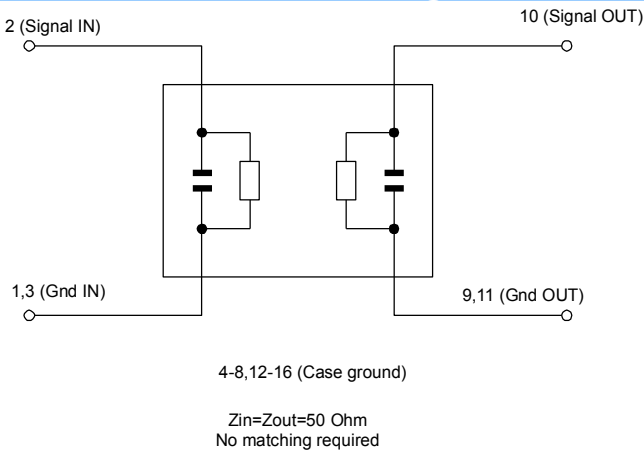 2 (Signal IN)
10 (Signal OUT)
1,3 (Gnd IN)
9,11 (Gnd OUT)
4-8,12-16 (Case ground)
Zin=Zout=50 Ohm
No matching required